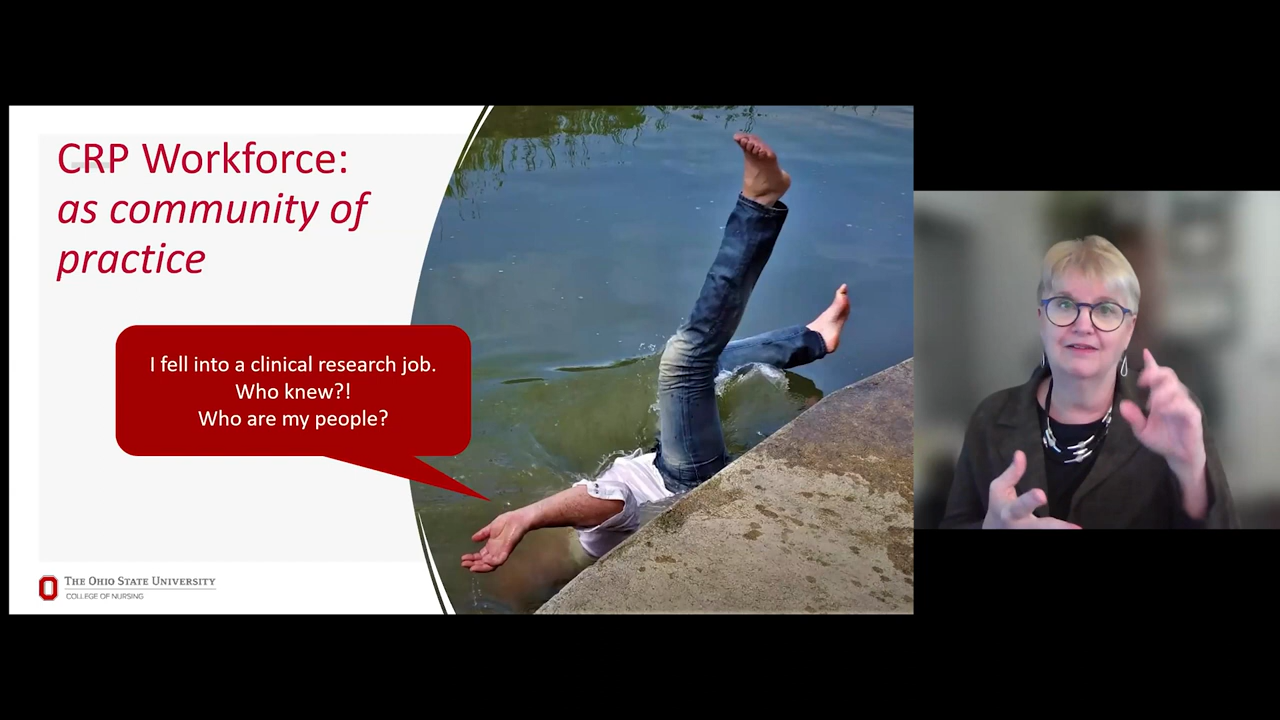 CRP Workforce:
as community of
practice
I fell into a clinical research job.
Who knew?!
Who are my people?
THE OHIO STATE UNIVERSITY
COLLEGE OF NURSING